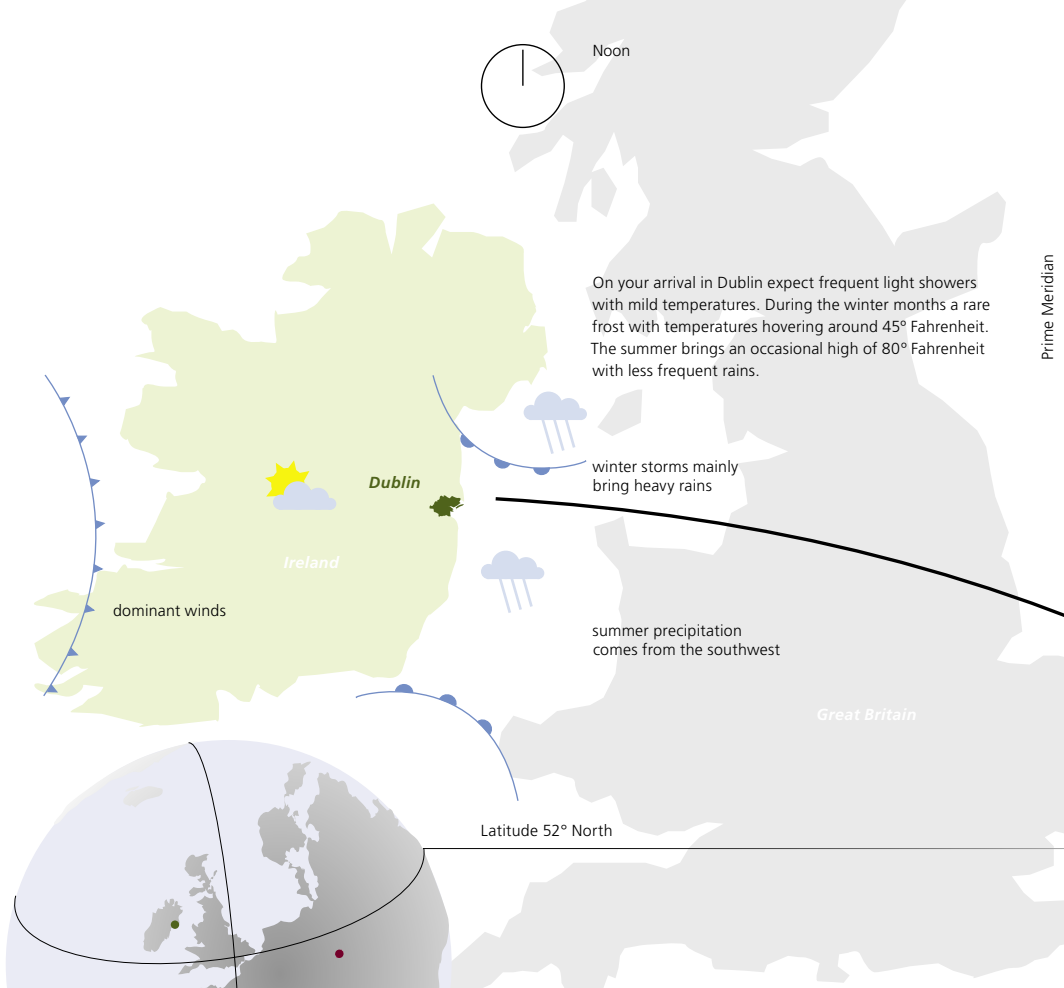 Noon
Prime Meridian
On your arrival in Dublin expect frequent light showers
with mild temperatures. During the winter months a rare
frost with temperatures hovering around 45° Fahrenheit.
The summer brings an occasional high of 80° Fahrenheit
with less frequent rains.
winter storms mainly
bring heavy rains
Dublin
Ireland
dominant winds
summer precipitation
comes from the southwest
Great Britain
Latitude 52° North